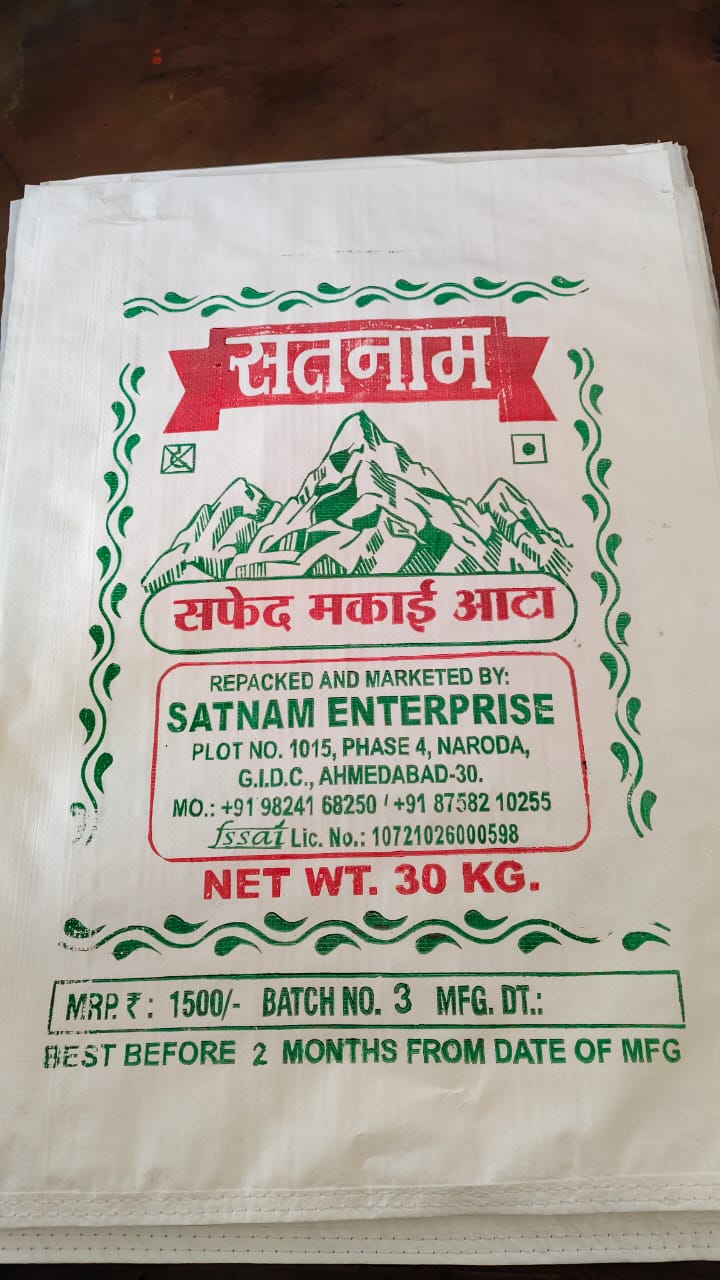 सतनाम
सफेद मकाई आटा
REPACKED AND MARKETED BY:
SATNAM ENTERPRISE
PLOT NO. 1015, PHASE 4, NARODA,
G.I.D.C., AHMEDABAD-30.
MO.: +91 98241 68250 / +91 87582 10255
fssai Lic. No.: 10721026000598
NET WT. 30 KG.
MRP. ₹ : 1500/- BATCH NO. 3 MFG. DT.:
BEST BEFORE 2 MONTHS FROM DATE OF MFG